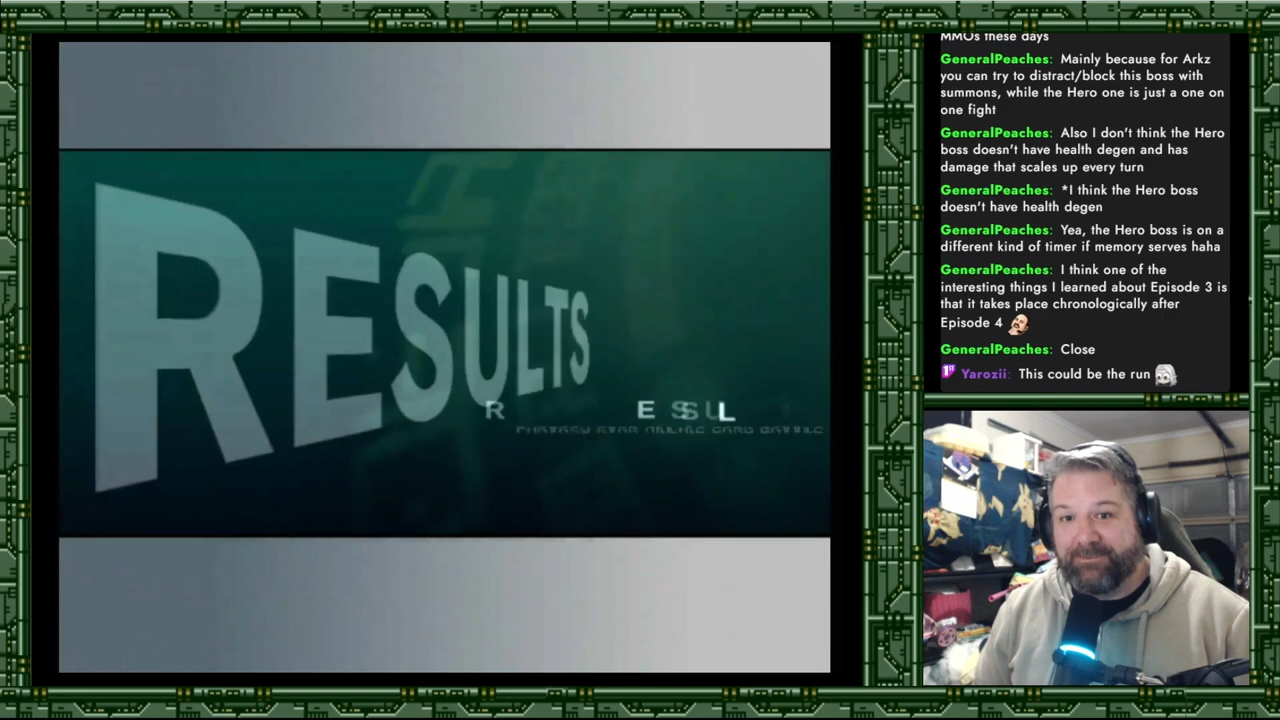 RESULTS
R ESUL
MMOs these days
GeneralPeaches: Mainly because for Arkz
you can try to distract/block this boss with
summons, while the Hero one is just a one on
one fight
GeneralPeaches: Also I don't think the Hero
boss doesn't have health degen and has
damage that scales up every turn
GeneralPeaches: *I think the Hero boss
doesn't have health degen
GeneralPeaches: Yea, the Hero boss is on a
different kind of timer if memory serves haha
GeneralPeaches: I think one of the
interesting things I learned about Episode 3 is
that it takes place chronologically after
Episode 4
GeneralPeaches: Close
1ST Yarozii: This could be the run